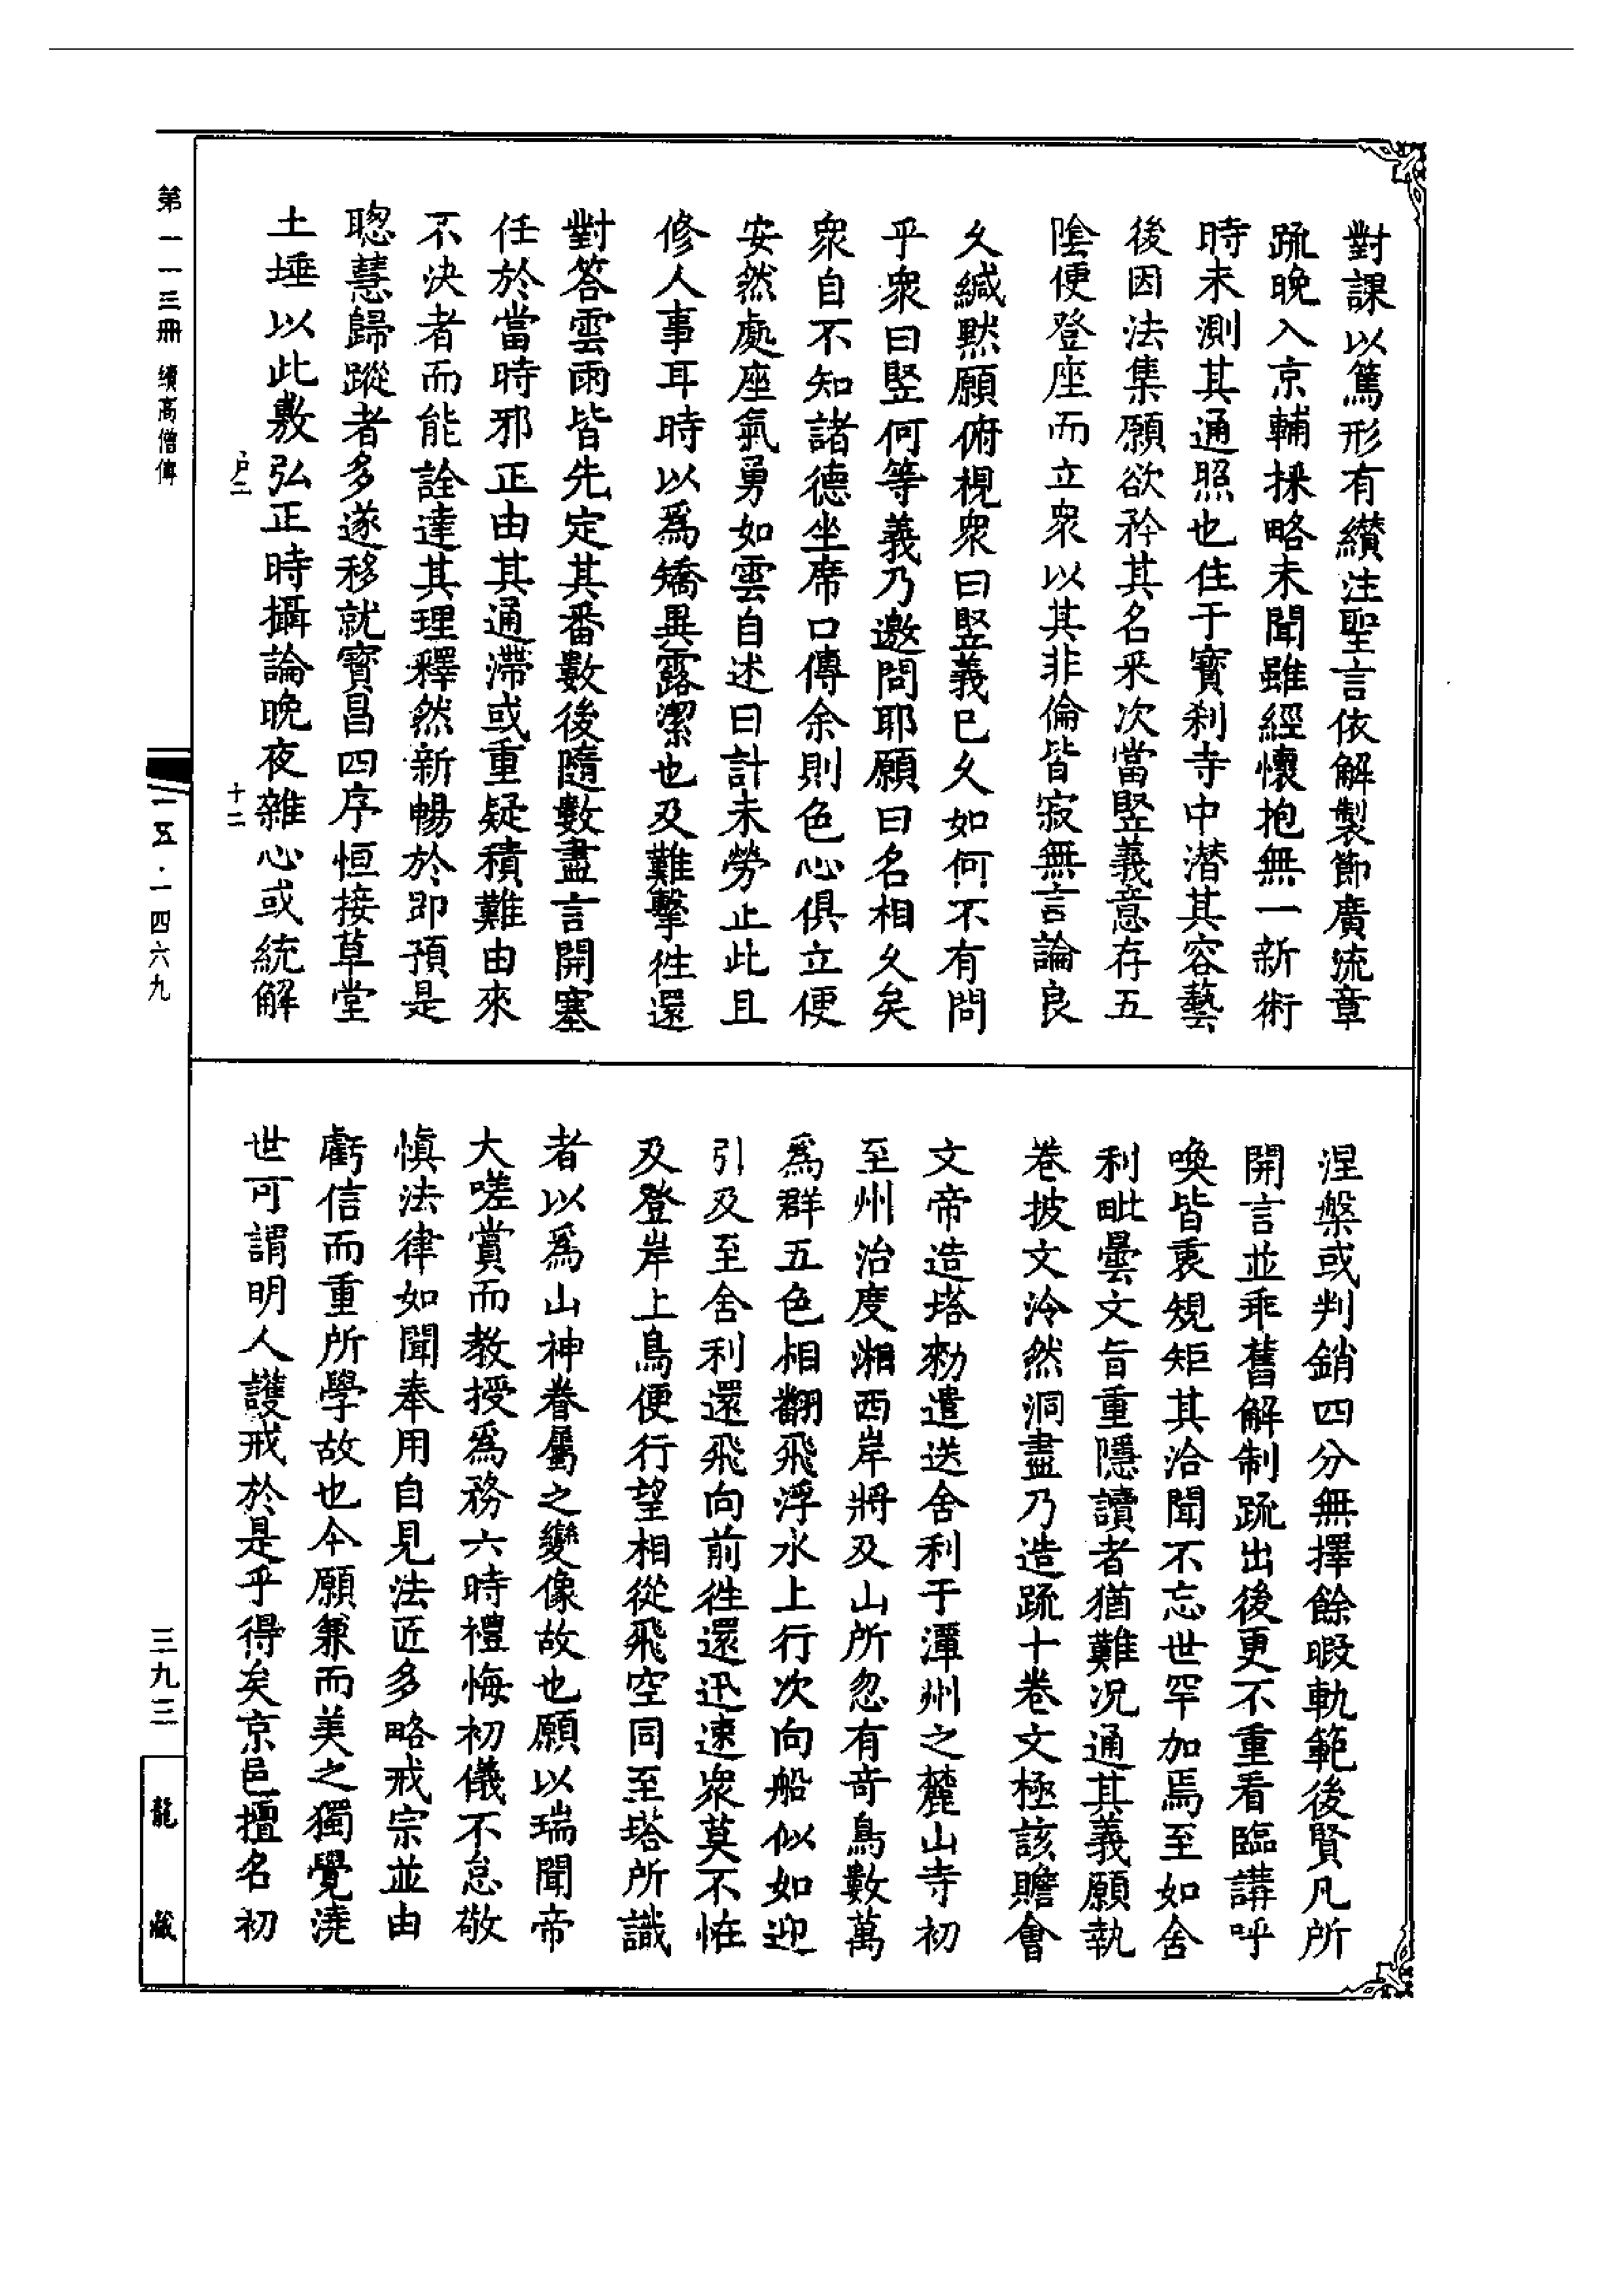 對課以篤形有纘注聖言依解製節廣流章
疏晚入京輔採略未聞雖經懷抱無一新術
時未測其通照也住于寶刹寺中潛其容藝
後因法集願欲矜其名采次當竪義意存五
陰便登座而立衆以其非倫皆寂無言論良
久緘默願俯視衆曰竪義已久如何不有問
乎衆曰竪何等義乃邀問耶願曰名相久矣
衆自不知諸德坐席口傳余則色心俱立便
安然處座氣勇如雲自述曰計未勞止此且
修人事耳時以爲矯異露潔也及難擊往還
對答雲雨皆先定其番數後隨數盡言開塞
任於當時邪正由其通滯或重疑積難由來
不決者而能詮達其理釋然新暢於卽預是
聰慧歸蹤者多遂移就寶昌四序恒接草堂
土埵以此敷弘正時攝論晚夜雜心或統解
涅槃或判銷四分無擇餘暇軌範後賢凡所
開言並乖舊解制疏出後更不重看臨講呼
喚皆衷規矩其洽聞不忘世罕加焉至如舍
利毗曇文旨重隱讀者猶難況通其義願執
卷披文泠然洞盡乃造疏十卷文極該贍會
文帝造塔勑遣送舍利于潭州之麓山寺初
至州治度湘西岸將及山所忽有竒鳥數萬
爲群五色相翻飛浮水上行次向船似如迎
引及至舍利還飛向前往還迅速衆莫不恠
及登岸上鳥便行望相從飛空同至塔所識
者以爲山神眷屬之變像故也願以瑞聞帝
大嗟賞而教授爲務六時禮悔初儀不怠敬
慎法律如聞奉用自見法匠多略戒宗並由
虧信而重所學故也今願兼而美之獨覺澆
世可謂明人護戒於是乎得矣京邑擅名初
户二
十二
第一一三冊 續高僧傳
一五·一四六九
三九三
龍藏